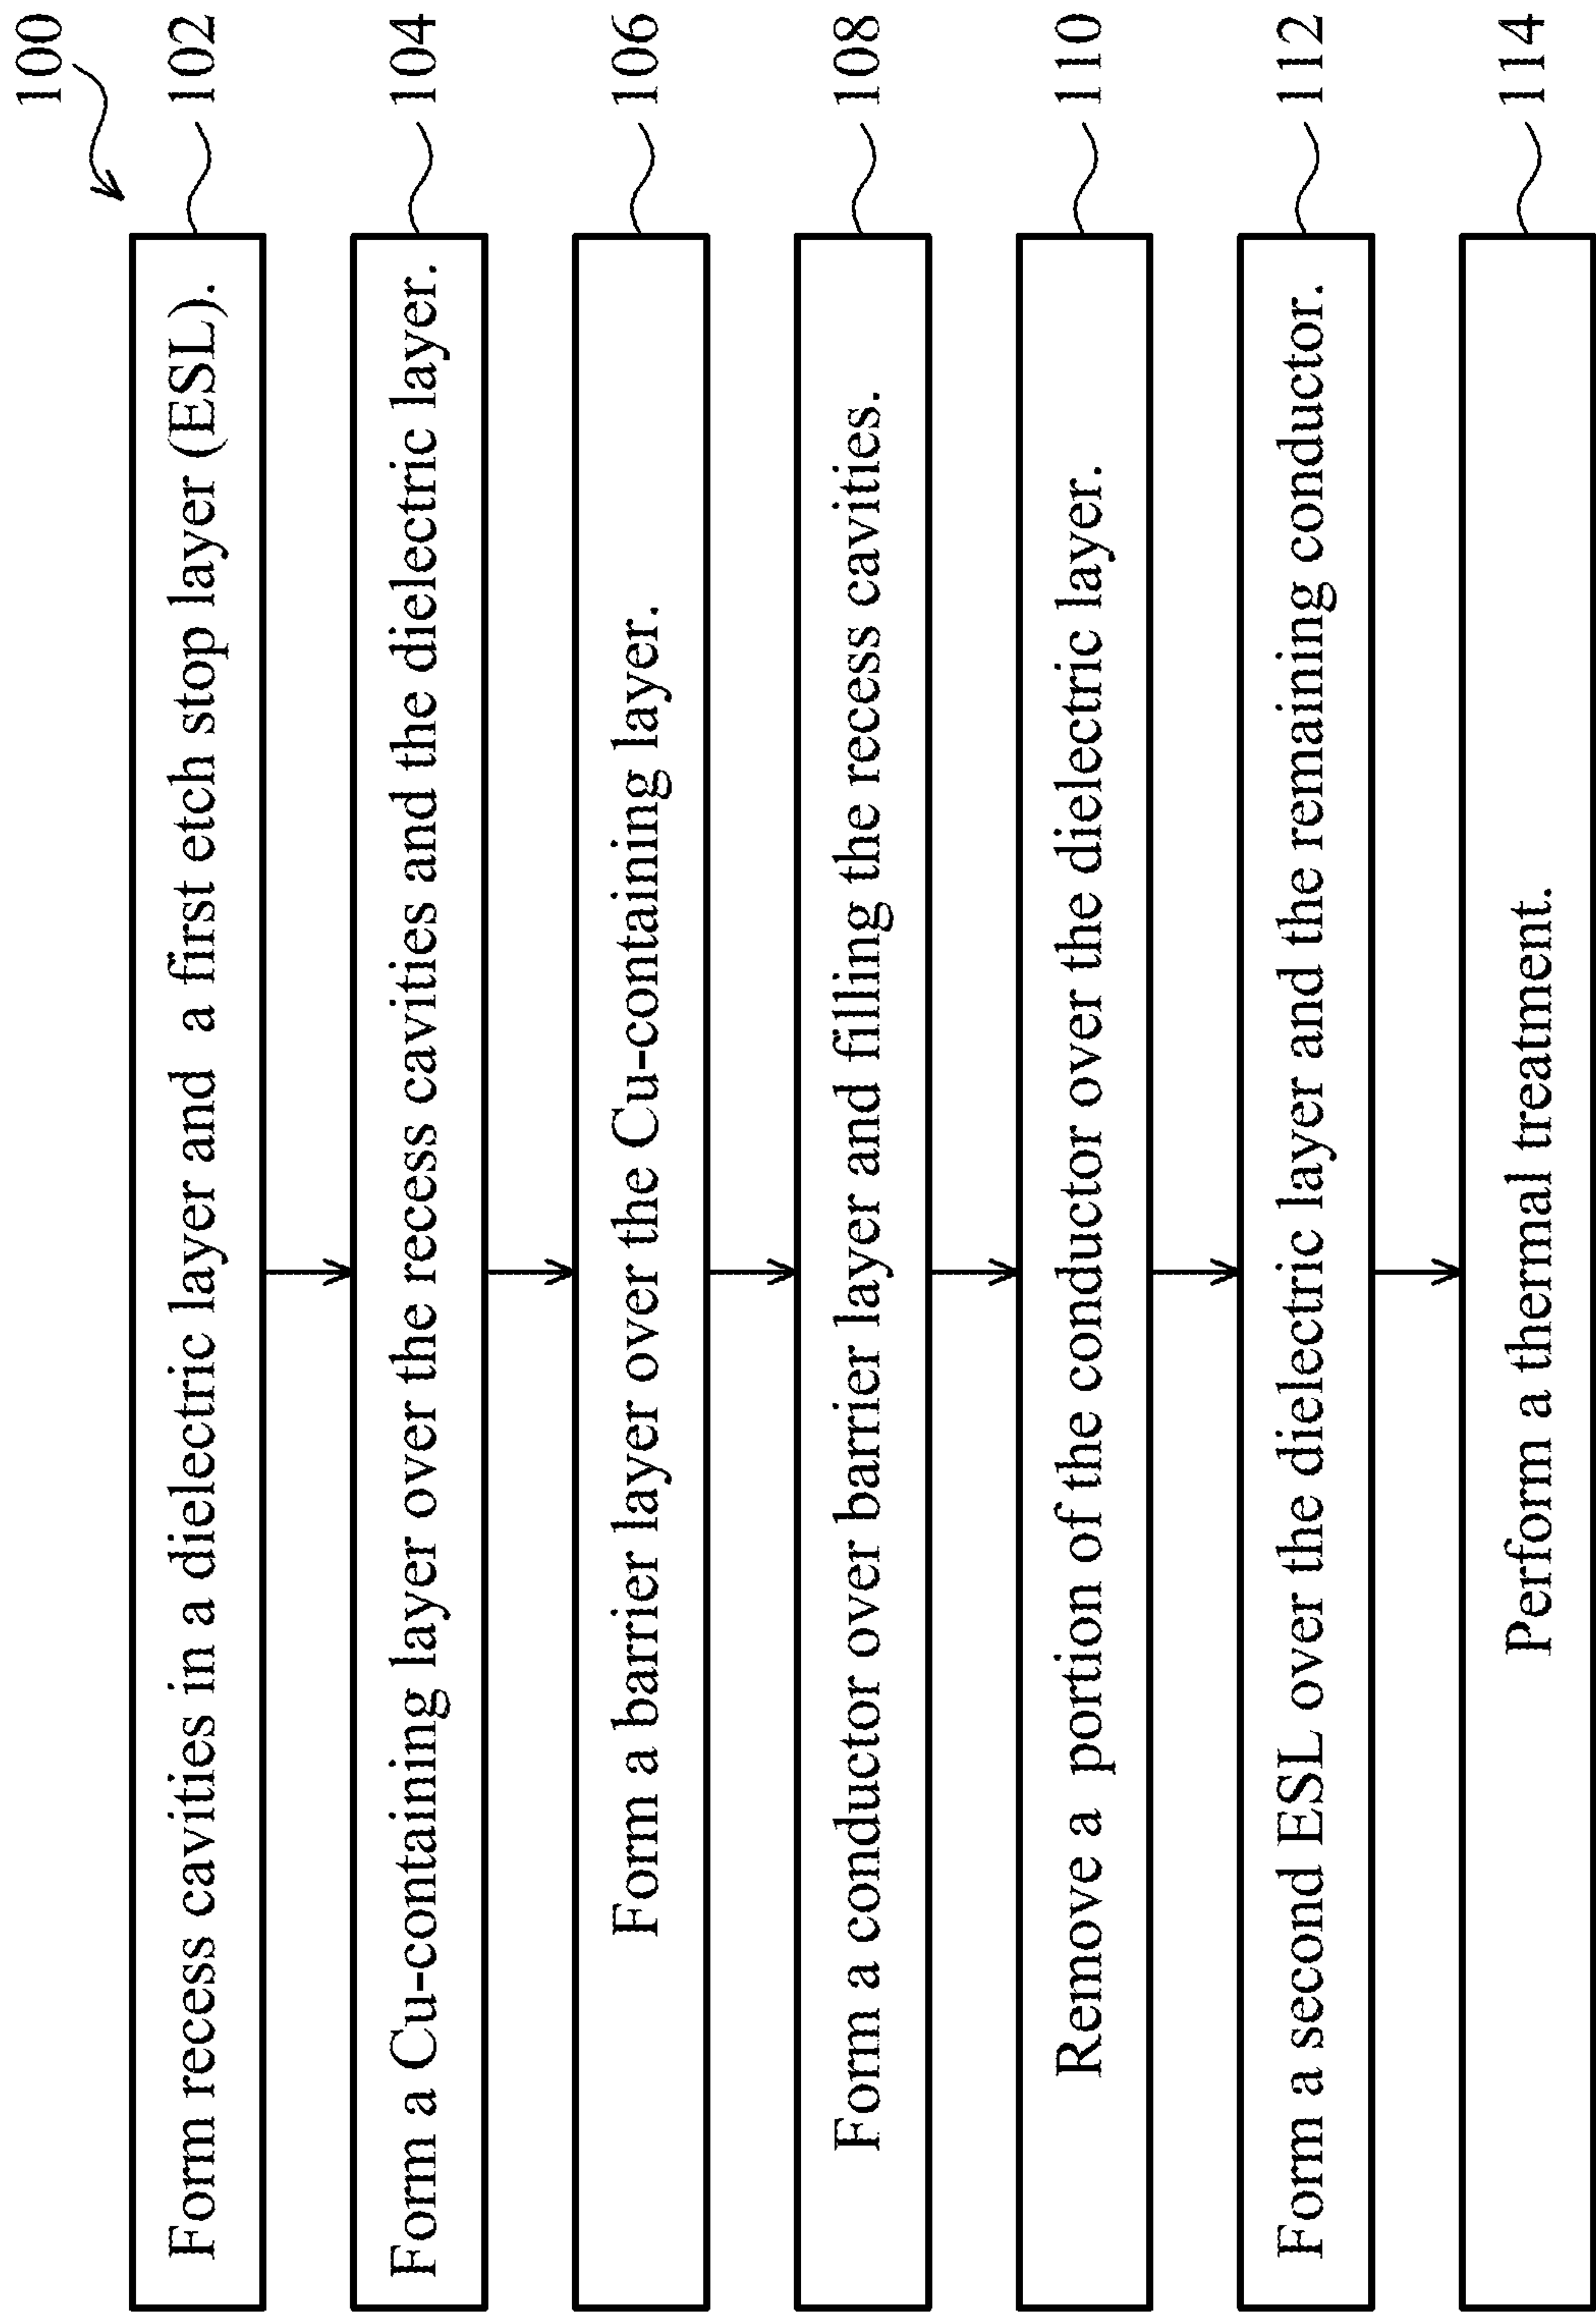 100
Form recess cavities in a dielectric layer and a first etch stop layer (ESL).
102
Form a Cu-containing layer over the recess cavities and the dielectric layer.
104
Form a barrier layer over the Cu-containing layer.
106
Form a conductor over barrier layer and filling the recess cavities.
108
Remove a portion of the conductor over the dielectric layer.
110
Form a second ESL over the dielectric layer and the remaining conductor.
112
Perform a thermal treatment.
114